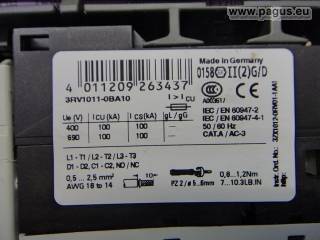 www.pagus.eu
Made in Germany
4 011209 263437
0158 II(2)G/D
3RV1011-0BA10
I > I
CCC
Ue (V) ICU (kA) ICS (kA) gL / gG
IEC / EN 60947-2
400 100 100
IEC / EN 60947-4-1
690 100 100
50 / 60 Hz
CAT.A / AC-3
L1 - T1 / L2 - T2 / L3 - T3
D1 - D2, C1 - C2, NO / NC
0,5 ... 2,5 mm²
10
0,8...1,2Nm
AWG 18 to 14
PZ 2 / ø 5...6mm
7...10.3LB.IN